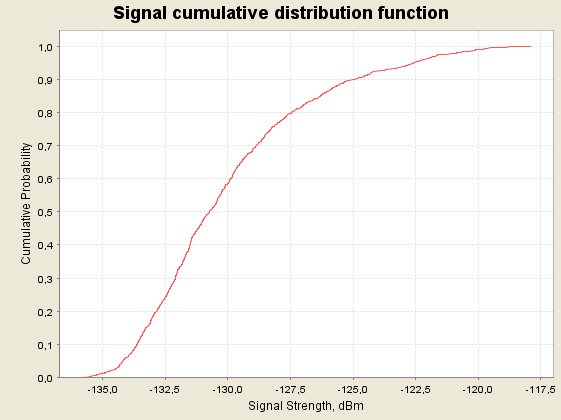 Signal cumulative distribution function
Cumulative Probability
1,0
0,9
0,8
0,7
0,6
0,5
0,4
0,3
0,2
0,1
0,0
-135,0 -132,5 -130,0 -127,5 -125,0 -122,5 -120,0 -117,5
Signal Strength, dBm